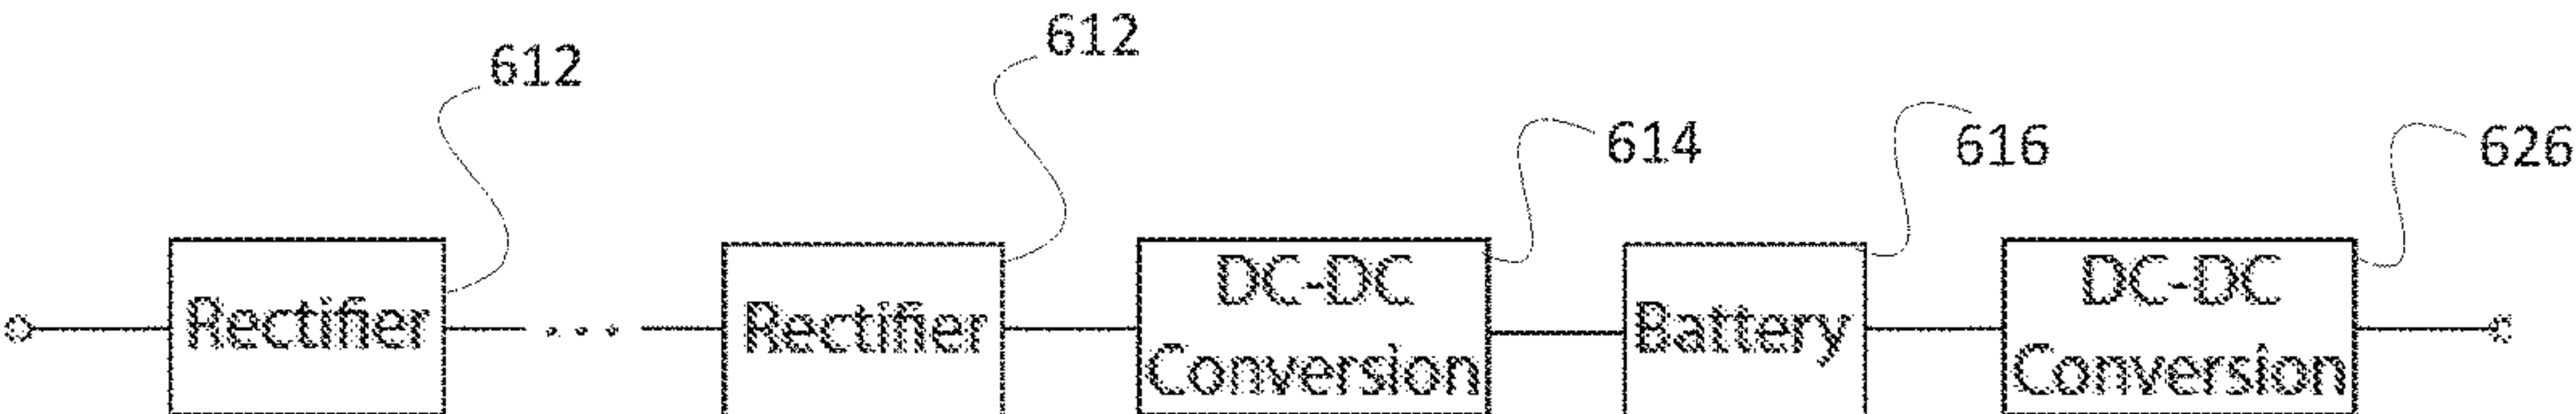 612
612
614
616
626
Rectifier
...
Rectifier
DC-DC
Conversion
Battery
DC-DC
Conversion